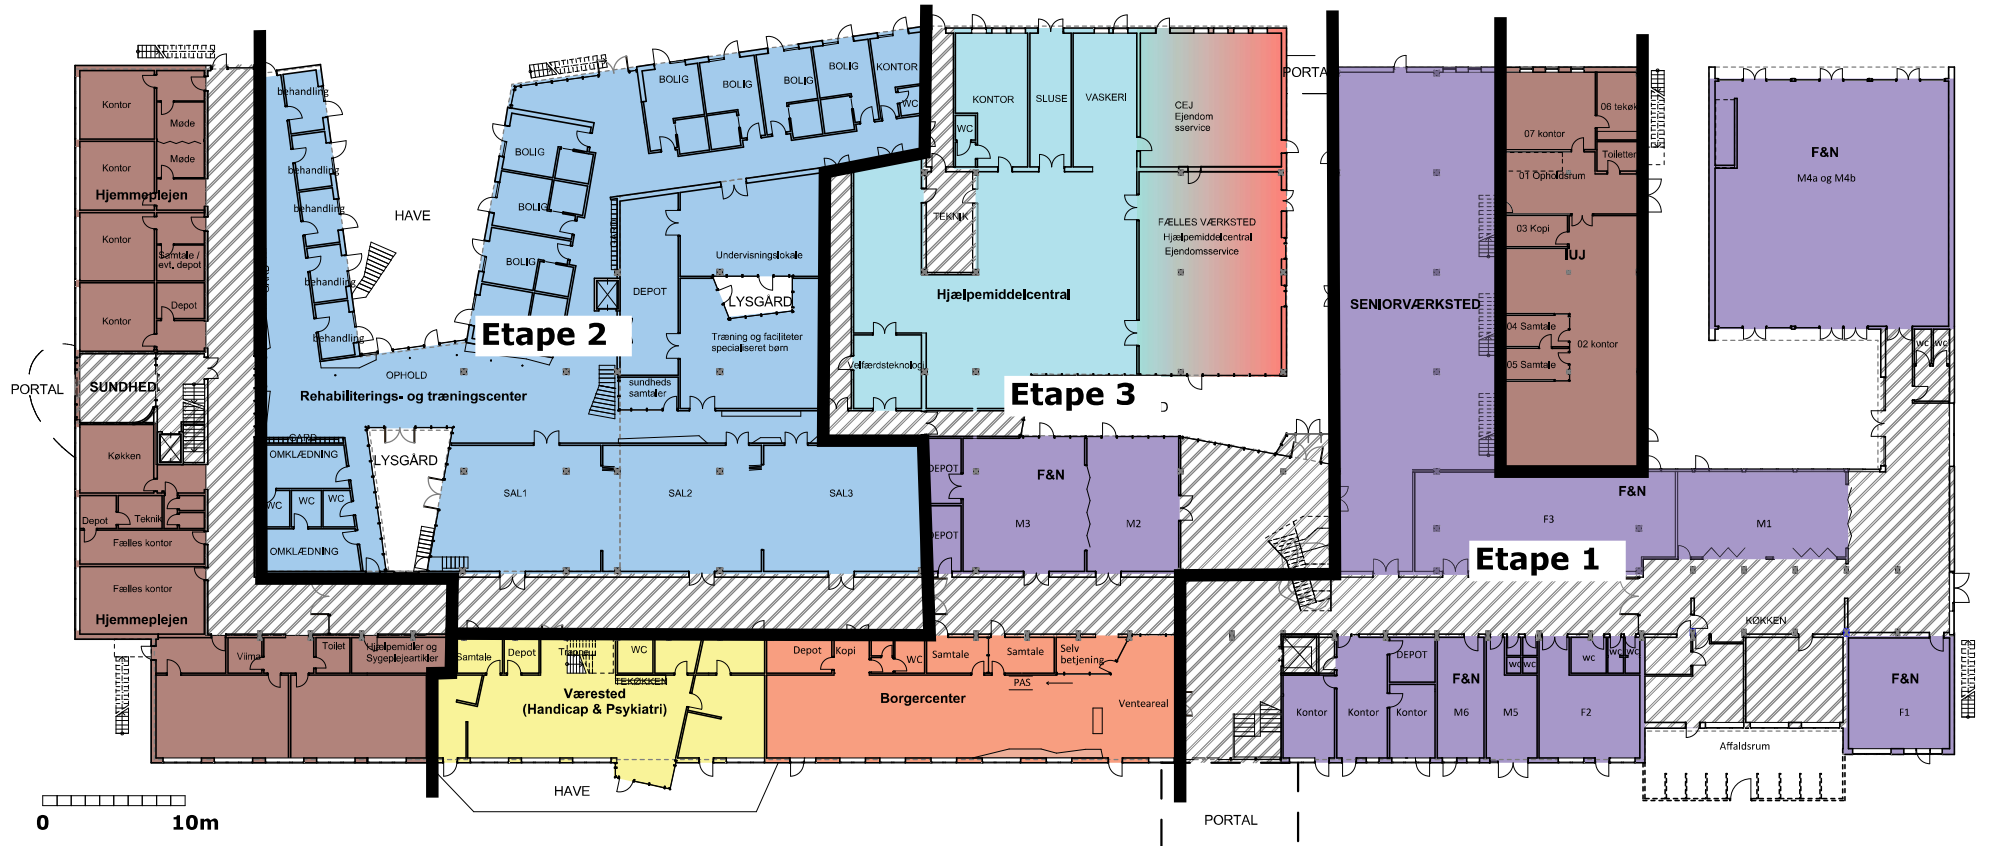 Kontor
Møde
Møde
Kontor
Hjemmeplejen
Kontor
Samtale /
evt. depot
Depot
Kontor
PORTAL
SUNDHED
Køkken
Depot
Teknik
Fælles kontor
Fælles kontor
Hjemmeplejen
Viimø
Toilet
Hjælpemidler og
Sygeplejeartikler
0
10m
behandling
behandling
behandling
behandling
behandling
HAVE
BOLIG
BOLIG
BOLIG
BOLIG
KONTOR
WC
BOLIG
BOLIG
BOLIG
DEPOT
Undervisningslokale
LYSGÅRD
Træning og faciliteter
specialiseret børn
sundheds
samtaler
Etape 2
OPHOLD
Rehabiliterings- og træningscenter
GARD
OMKLÆDNING
LYSGÅRD
WC
WC
WC
OMKLÆDNING
SAL1
SAL2
SAL3
Samtale
Depot
Trappe
WC
TEKØKKEN
Værested
(Handicap & Psykiatri)
HAVE
Depot
Kopi
WC
Samtale
Samtale
Selv
betjening
PAS
Borgercenter
Venteareal
KONTOR
SLUSE
VASKERI
WC
CEJ
Ejendom
sservice
TEKNIK
FÆLLES VÆRKSTED
Hjælpemiddelcentral
Ejendomsservice
Hjælpemiddelcentral
Velfærdsteknologi
Etape 3
DEPOT
F&N
M3
M2
DEPOT
PORTAL
SENIORVÆRKSTED
06 tekøk
07 kontor
Toiletter
01 Opholdsrum
03 Kopi
IUJ
04 Samtale
02 kontor
05 Samtale
F&N
M4a og M4b
WC
WC
F&N
F3
M1
Etape 1
KØKKEN
DEPOT
F&N
WC
WC
WC
WC
WC
Kontor
Kontor
Kontor
M6
M5
F2
F&N
F1
Affaldsrum
PORTAL